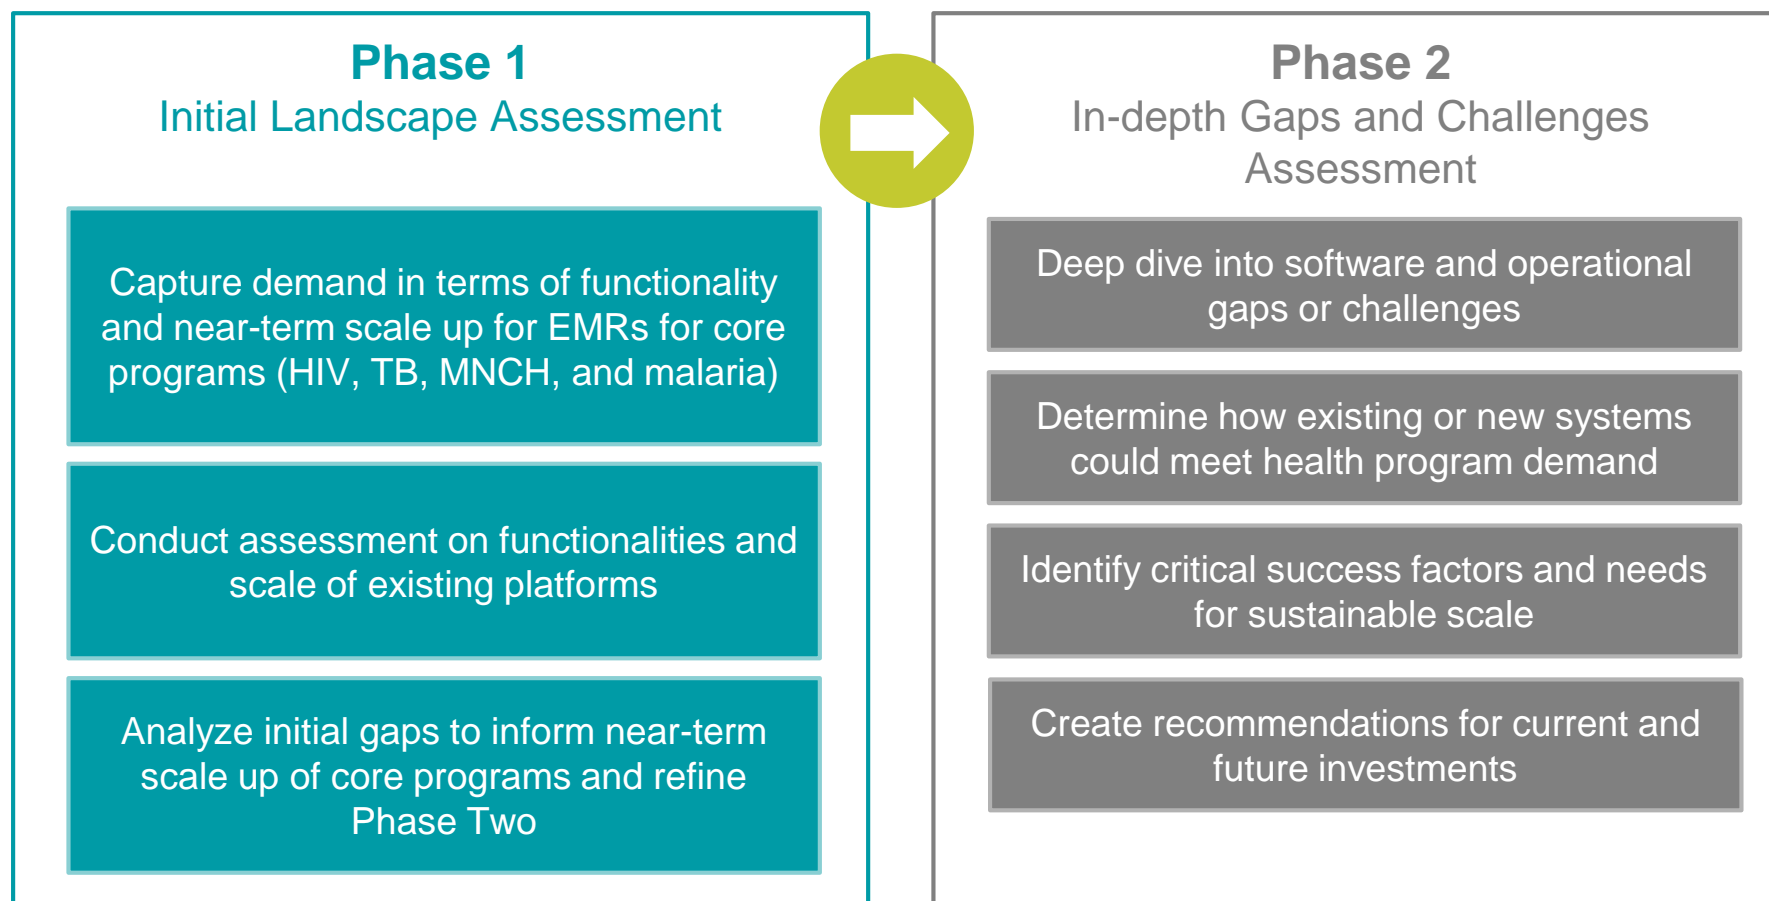 Phase 1
Initial Landscape Assessment
Capture demand in terms of functionality
and near-term scale up for EMRs for core
programs (HIV, TB, MNCH, and malaria)
Conduct assessment on functionalities and
scale of existing platforms
Analyze initial gaps to inform near-term
scale up of core programs and refine
Phase Two
Phase 2
In-depth Gaps and Challenges
Assessment
Deep dive into software and operational
gaps or challenges
Determine how existing or new systems
could meet health program demand
Identify critical success factors and needs
for sustainable scale
Create recommendations for current and
future investments